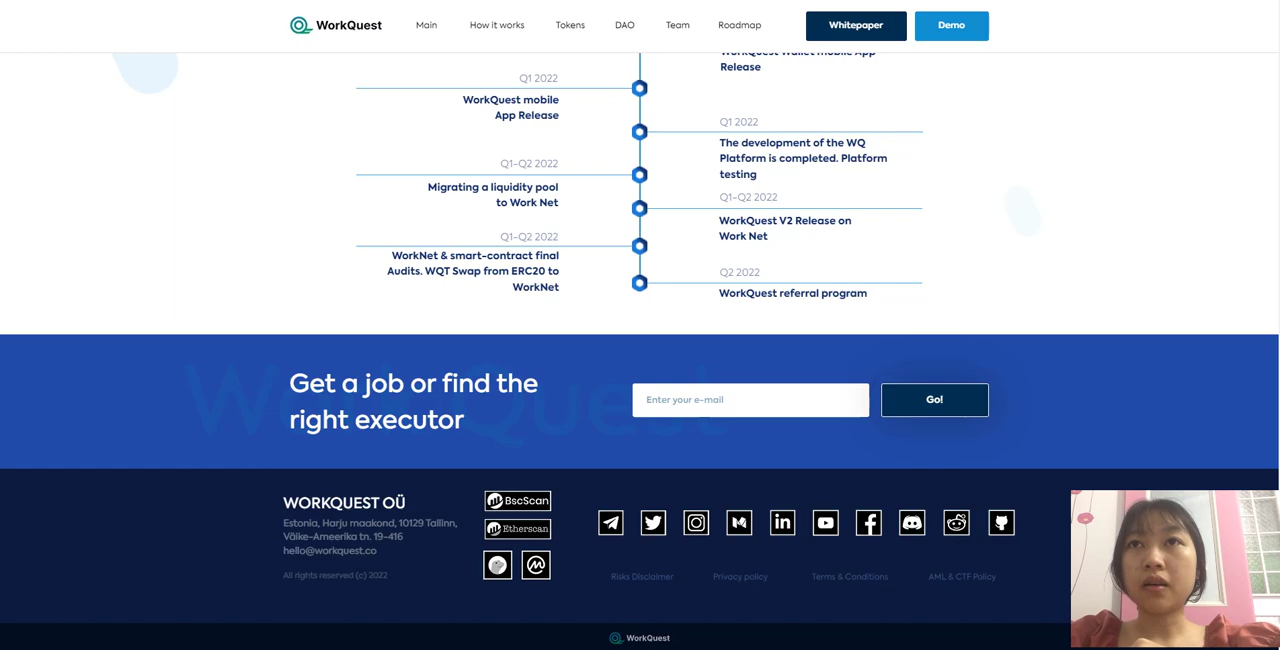 WorkQuest
Main
How it works
Tokens
DAO
Team
Roadmap
Whitepaper
Demo
WorkQuest Wallet mobile App
Release
Q1 2022
WorkQuest mobile
App Release
Q1 2022
The development of the WQ
Platform is completed. Platform
testing
Q1-Q2 2022
Migrating a liquidity pool
to Work Net
Q1-Q2 2022
WorkQuest V2 Release on
Work Net
Q1-Q2 2022
WorkNet & smart-contract final
Audits. WQT Swap from ERC20 to
WorkNet
Q2 2022
WorkQuest referral program
WorkQuest
Get a job or find the
right executor
Enter your e-mail
Go!
WORKQUEST OÜ
Estonia, Harju maakond, 10129 Tallinn,
Väike-Ameerika tn. 19-416
hello@workquest.co
All rights reserved (c) 2022
BscScan
Etherscan
Risks Disclaimer
Privacy policy
Terms & Conditions
AML & CTF Policy
WorkQuest